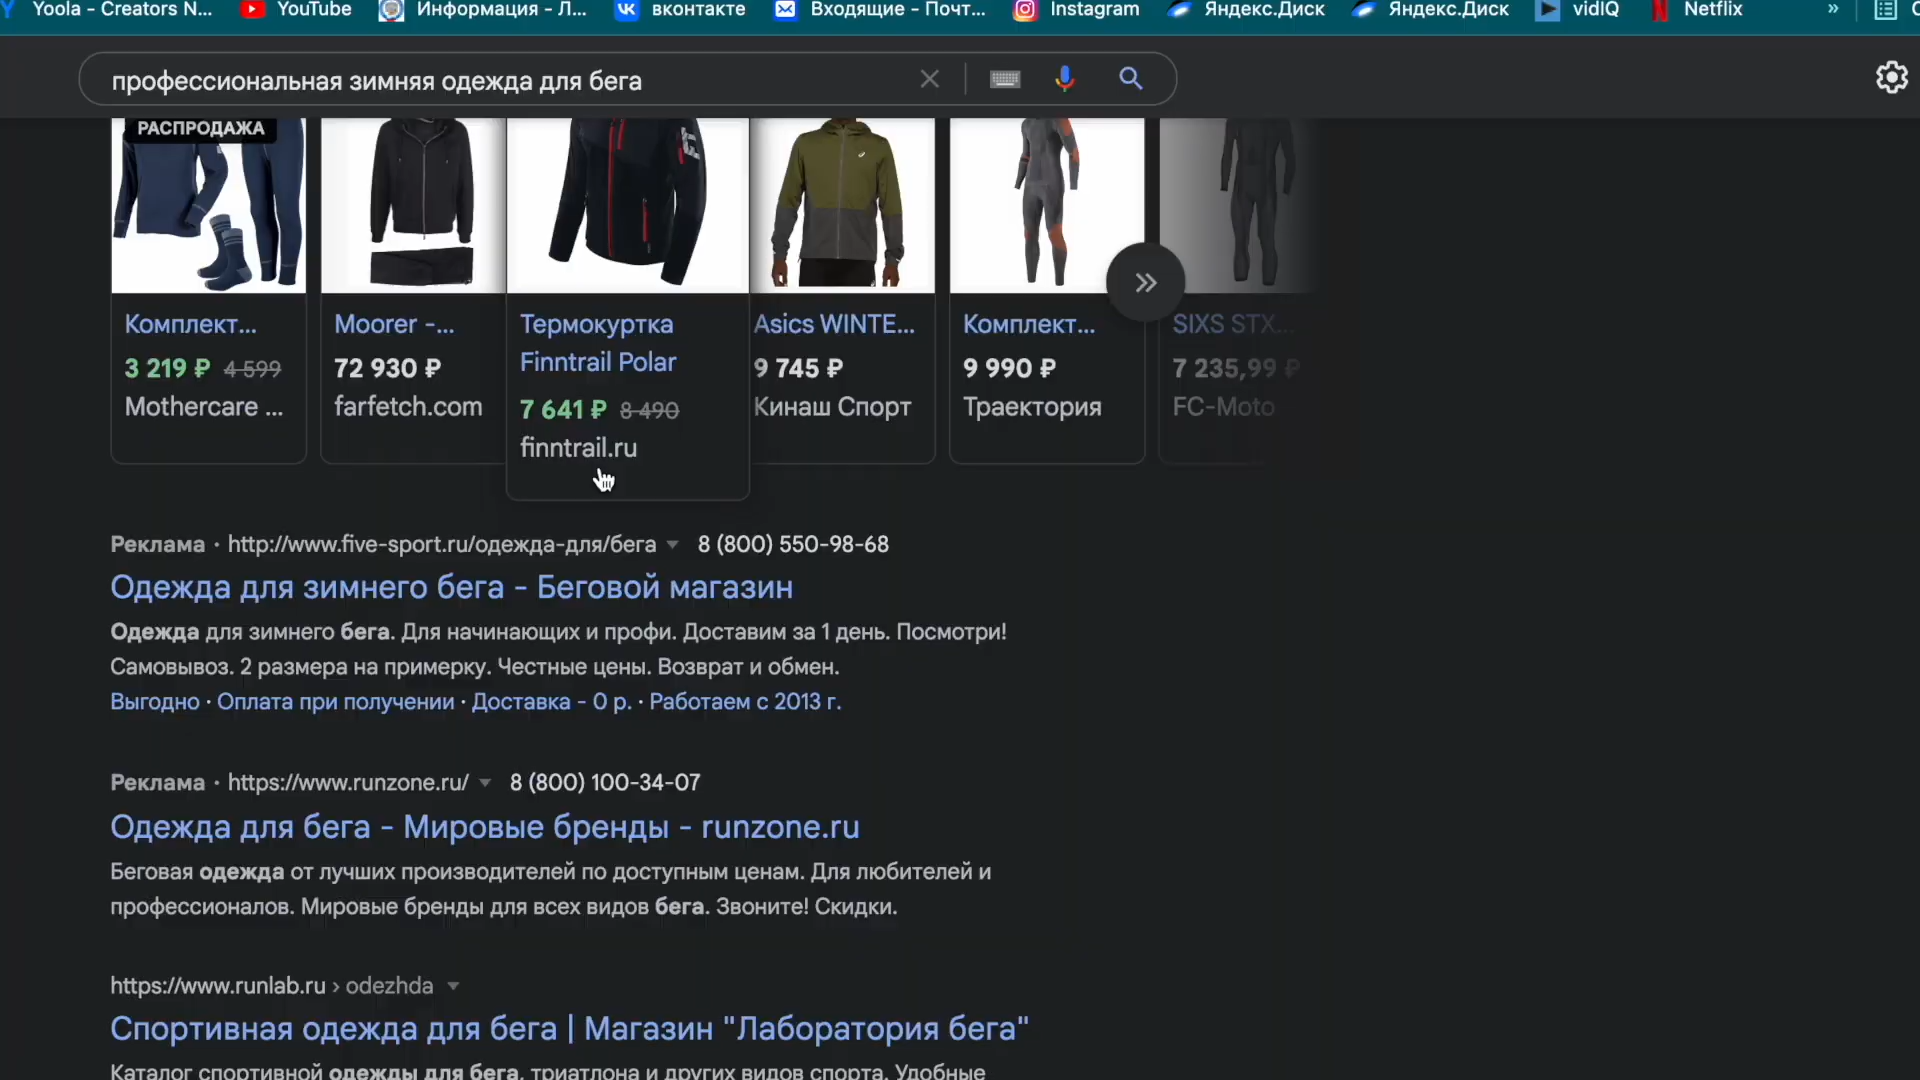 Yoola - Creators N...
YouTube
Информация - Л...
вконтакте
Входящие - Почт...
Instagram
Яндекс.Диск
Яндекс.Диск
vidIQ
Netflix
»
профессиональная зимняя одежда для бега
РАСПРОДАЖА
Комплект...
3 219 ₽ 4 599
Mothercare ...
Moorer -...
72 930 ₽
farfetch.com
Термокуртка
Finntrail Polar
7 641 ₽ 8 490
finntrail.ru
Asics WINTE...
9 745 ₽
Кинаш Спорт
Комплект...
9 990 ₽
Траектория
SIXS STX...
7 235,99 ₽
FC-Moto
Реклама · http://www.five-sport.ru/одежда-для/бега 8 (800) 550-98-68
Одежда для зимнего бега - Беговой магазин
Одежда для зимнего бега. Для начинающих и профи. Доставим за 1 день. Посмотри!
Самовывоз. 2 размера на примерку. Честные цены. Возврат и обмен.
Выгодно · Оплата при получении · Доставка - 0 р. · Работаем с 2013 г.
Реклама · https://www.runzone.ru/ 8 (800) 100-34-07
Одежда для бега - Мировые бренды - runzone.ru
Беговая одежда от лучших производителей по доступным ценам. Для любителей и
профессионалов. Мировые бренды для всех видов бега. Звоните! Скидки.
https://www.runlab.ru › odezhda
Спортивная одежда для бега | Магазин "Лаборатория бега"
Каталог спортивной одежды для бега, триатлона и других видов спорта. Удобные